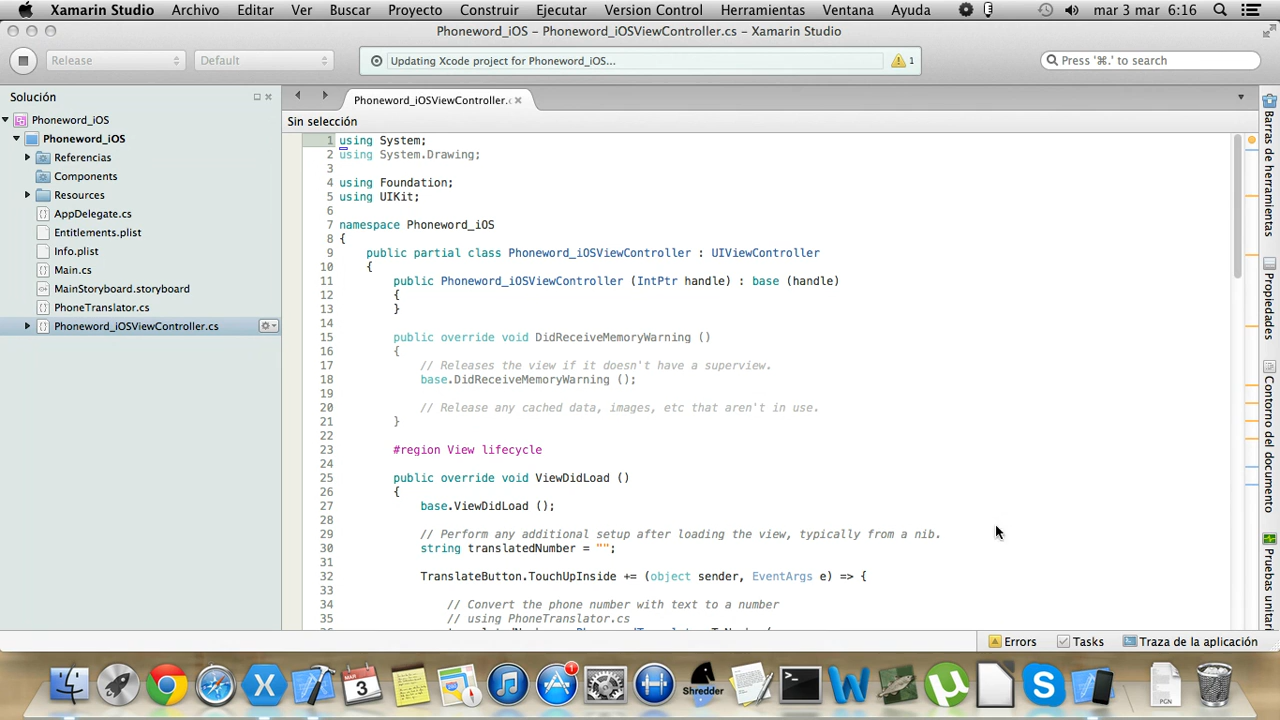 Xamarin Studio Archivo Editar Ver Buscar Proyecto Construir Ejecutar Version Control Herramientas Ventana Ayuda mar 3 mar 6:16
Phoneword_iOS – Phoneword_iOSViewController.cs – Xamarin Studio
Release Default Updating Xcode project for Phoneword_iOS... 1 Press '⌘.' to search
Solución
Phoneword_iOS
Phoneword_iOS
Referencias
Components
Resources
AppDelegate.cs
Entitlements.plist
Info.plist
Main.cs
MainStoryboard.storyboard
PhoneTranslator.cs
Phoneword_iOSViewController.cs
Phoneword_iOSViewController.c
Sin selección
1 using System;
2 using System.Drawing;
3
4 using Foundation;
5 using UIKit;
6
7 namespace Phoneword_iOS
8 {
9 public partial class Phoneword_iOSViewController : UIViewController
10 {
11 public Phoneword_iOSViewController (IntPtr handle) : base (handle)
12 {
13 }
14
15 public override void DidReceiveMemoryWarning ()
16 {
17 // Releases the view if it doesn't have a superview.
18 base.DidReceiveMemoryWarning ();
19
20 // Release any cached data, images, etc that aren't in use.
21 }
22
23 #region View lifecycle
24
25 public override void ViewDidLoad ()
26 {
27 base.ViewDidLoad ();
28
29 // Perform any additional setup after loading the view, typically from a nib.
30 string translatedNumber = "";
31
32 TranslateButton.TouchUpInside += (object sender, EventArgs e) => {
33
34 // Convert the phone number with text to a number
35 // using PhoneTranslator.cs
Barras de herramientas
Propiedades
Contorno del documento
Pruebas unitari
Errors Tasks Traza de la aplicación
MAR
3
1
Shredder
PGN